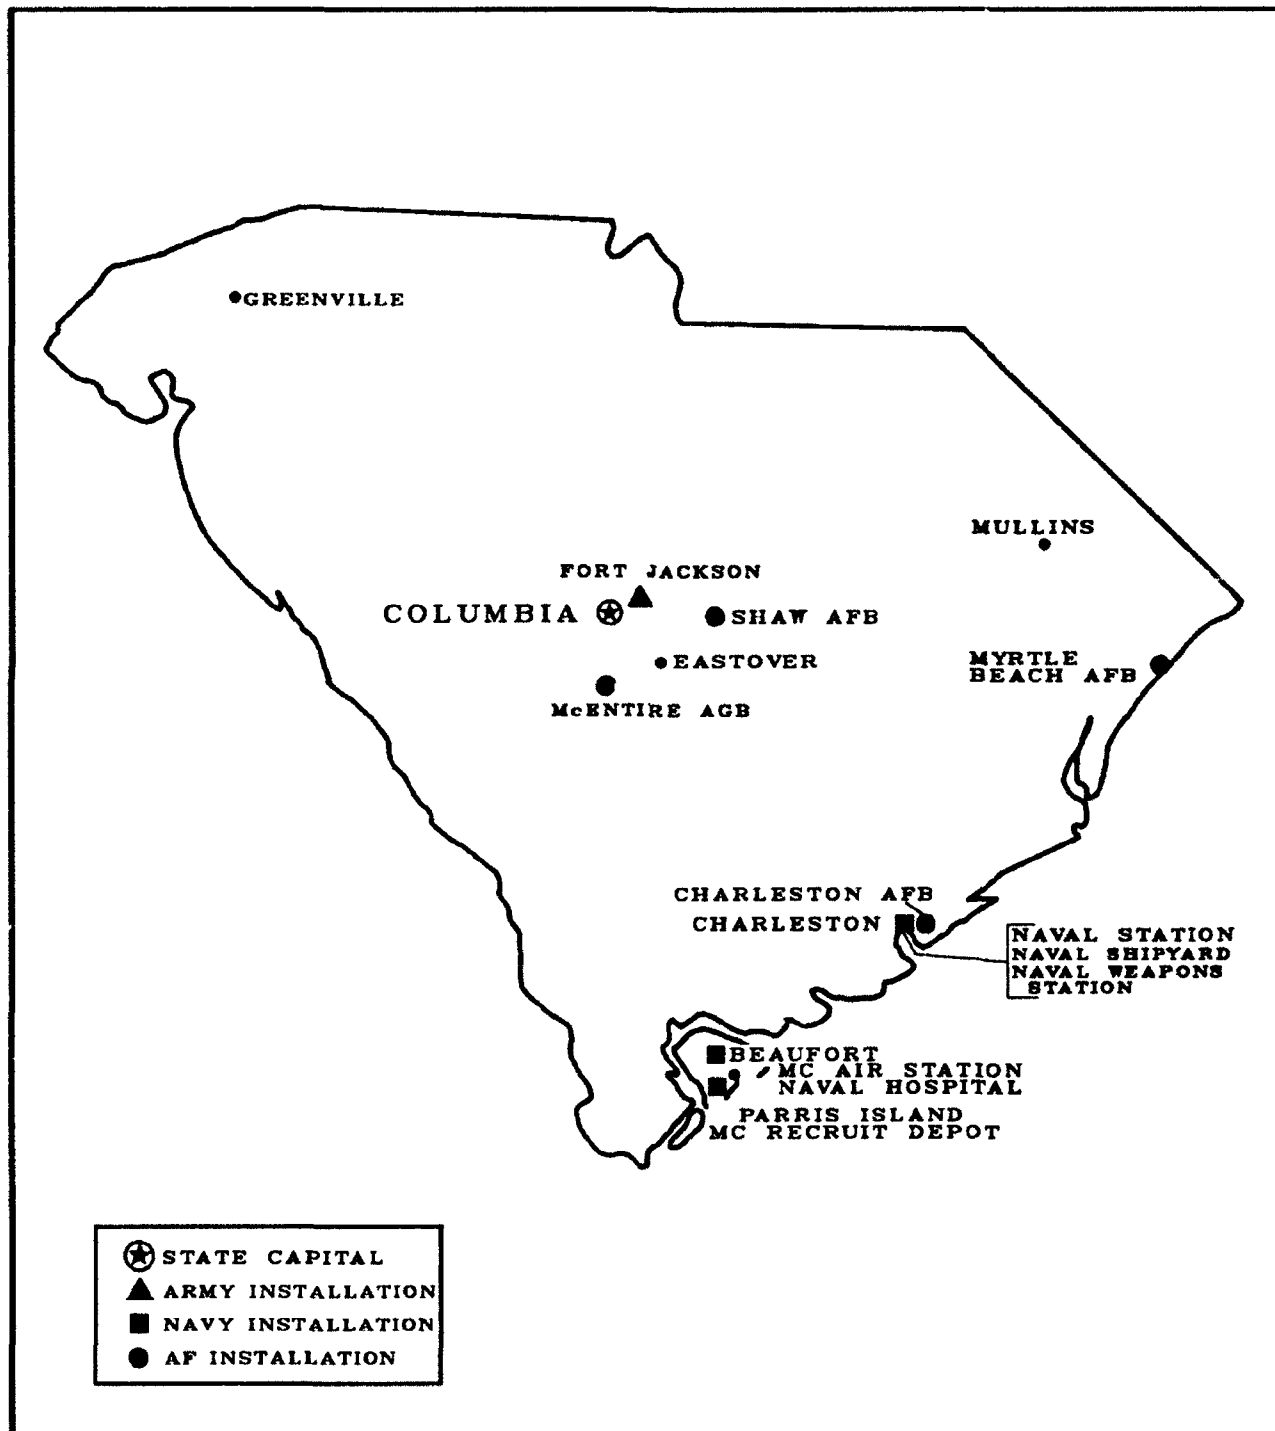 GREENVILLE
MULLINS
FORT JACKSON
COLUMBIA
SHAW AFB
EASTOVER
MYRTLE
BEACH AFB
McENTIRE AGB
CHARLESTON AFB
CHARLESTON
NAVAL STATION
NAVAL SHIPYARD
NAVAL WEAPONS
STATION
BEAUFORT
MC AIR STATION
NAVAL HOSPITAL
PARRIS ISLAND
MC RECRUIT DEPOT
STATE CAPITAL
ARMY INSTALLATION
NAVY INSTALLATION
AF INSTALLATION